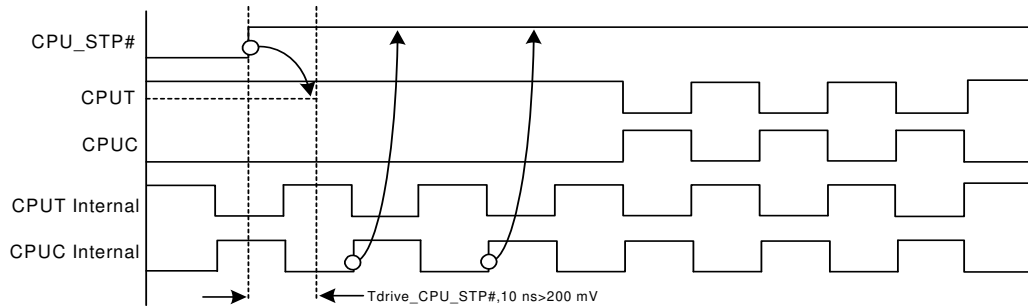 CPU_STP#
CPUT
CPUC
CPUT Internal
CPUC Internal
Tdrive_CPU_STP#,10 ns>200 mV